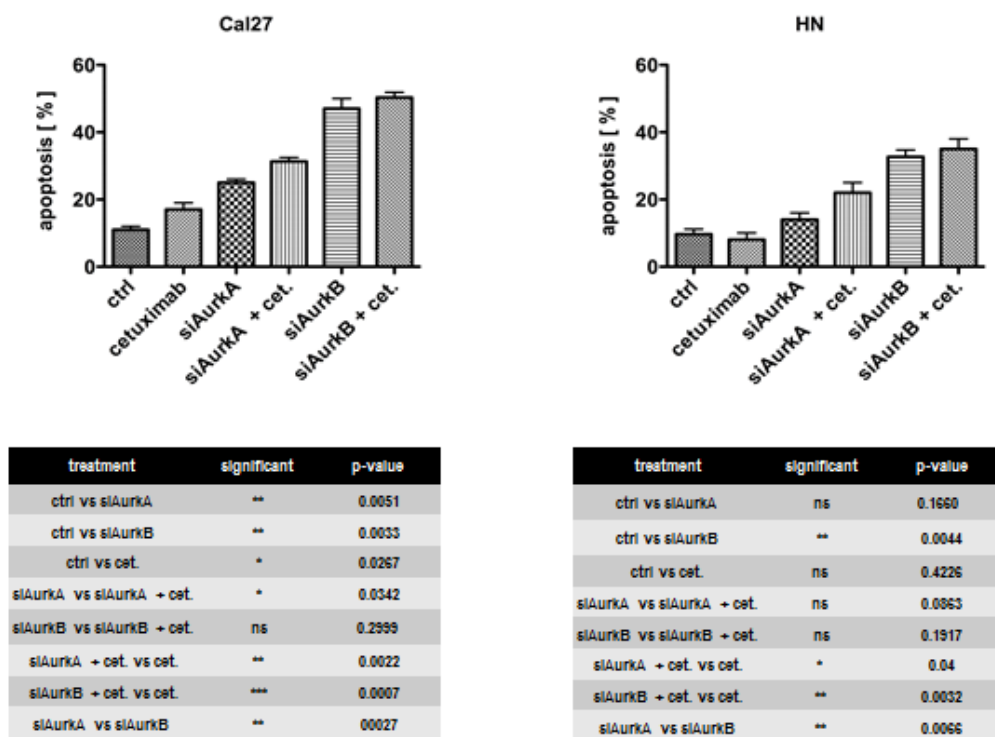 Cal27
60
40
20
0
apoptosis [ % ]
ctrl
cetuximab
siAurkA
siAurkA + cet.
siAurkB
siAurkB + cet.
HN
60
40
20
0
apoptosis [ % ]
ctrl
cetuximab
siAurkA
siAurkA + cet.
siAurkB
siAurkB + cet.
treatment significant p-value
ctrl vs siAurkA ** 0.0051
ctrl vs siAurkB ** 0.0033
ctrl vs cet. * 0.0267
siAurkA vs siAurkA + cet. * 0.0342
siAurkB vs siAurkB + cet. ns 0.2999
siAurkA + cet. vs cet. ** 0.0022
siAurkB + cet. vs cet. *** 0.0007
siAurkA vs siAurkB ** 00027
treatment significant p-value
ctrl vs siAurkA ns 0.1660
ctrl vs siAurkB ** 0.0044
ctrl vs cet. ns 0.4226
siAurkA vs siAurkA + cet. ns 0.0863
siAurkB vs siAurkB + cet. ns 0.1917
siAurkA + cet. vs cet. * 0.04
siAurkB + cet. vs cet. ** 0.0032
siAurkA vs siAurkB ** 0.0066